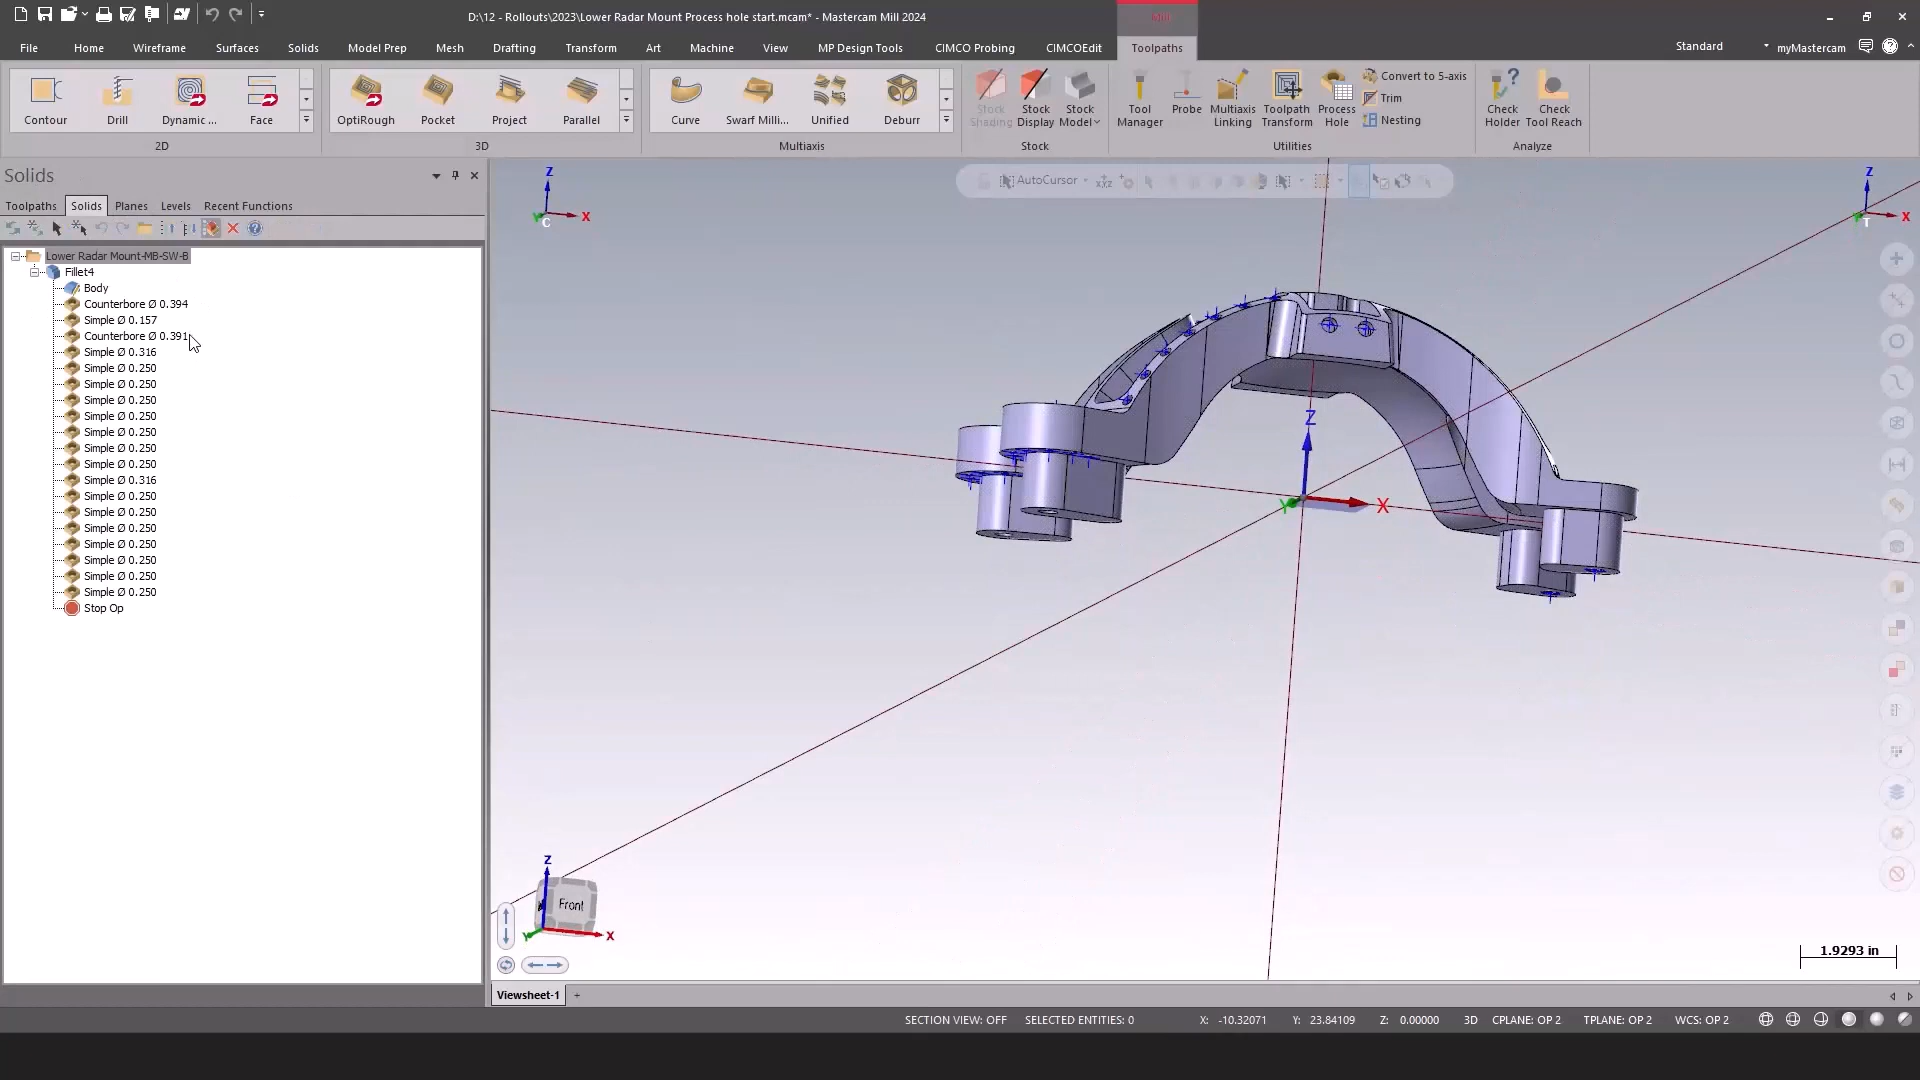 D:\12 - Rollouts\2023\Lower Radar Mount Process hole start.mcam* - Mastercam Mill 2024
Mill
File Home Wireframe Surfaces Solids Model Prep Mesh Drafting Transform Art Machine View MP Design Tools CIMCO Probing CIMCOEdit Toolpaths
Standard myMastercam
Contour Drill Dynamic ... Face
2D
OptiRough Pocket Project Parallel
3D
Curve Swarf Milli... Unified Deburr
Multiaxis
Stock Shading
Stock Display
Stock Model
Stock
Tool Manager
Probe
Multiaxis Linking
Toolpath Transform
Process Hole
Convert to 5-axis
Trim
Nesting
Utilities
Check Holder
Check Tool Reach
Analyze
Solids
Toolpaths Solids Planes Levels Recent Functions
Lower Radar Mount-MB-SW-B
Fillet4
Body
Counterbore Ø 0.394
Simple Ø 0.157
Counterbore Ø 0.391
Simple Ø 0.316
Simple Ø 0.250
Simple Ø 0.250
Simple Ø 0.250
Simple Ø 0.250
Simple Ø 0.250
Simple Ø 0.250
Simple Ø 0.250
Simple Ø 0.316
Simple Ø 0.250
Simple Ø 0.250
Simple Ø 0.250
Simple Ø 0.250
Simple Ø 0.250
Simple Ø 0.250
Simple Ø 0.250
Stop Op
AutoCursor
Z
X
Y
C
Z
X
Y
T
Z
X
Y
Z
Front
X
Y
1.9293 in
Viewsheet-1 +
SECTION VIEW: OFF SELECTED ENTITIES: 0 X: -10.32071 Y: 23.84109 Z: 0.00000 3D CPLANE: OP 2 TPLANE: OP 2 WCS: OP 2